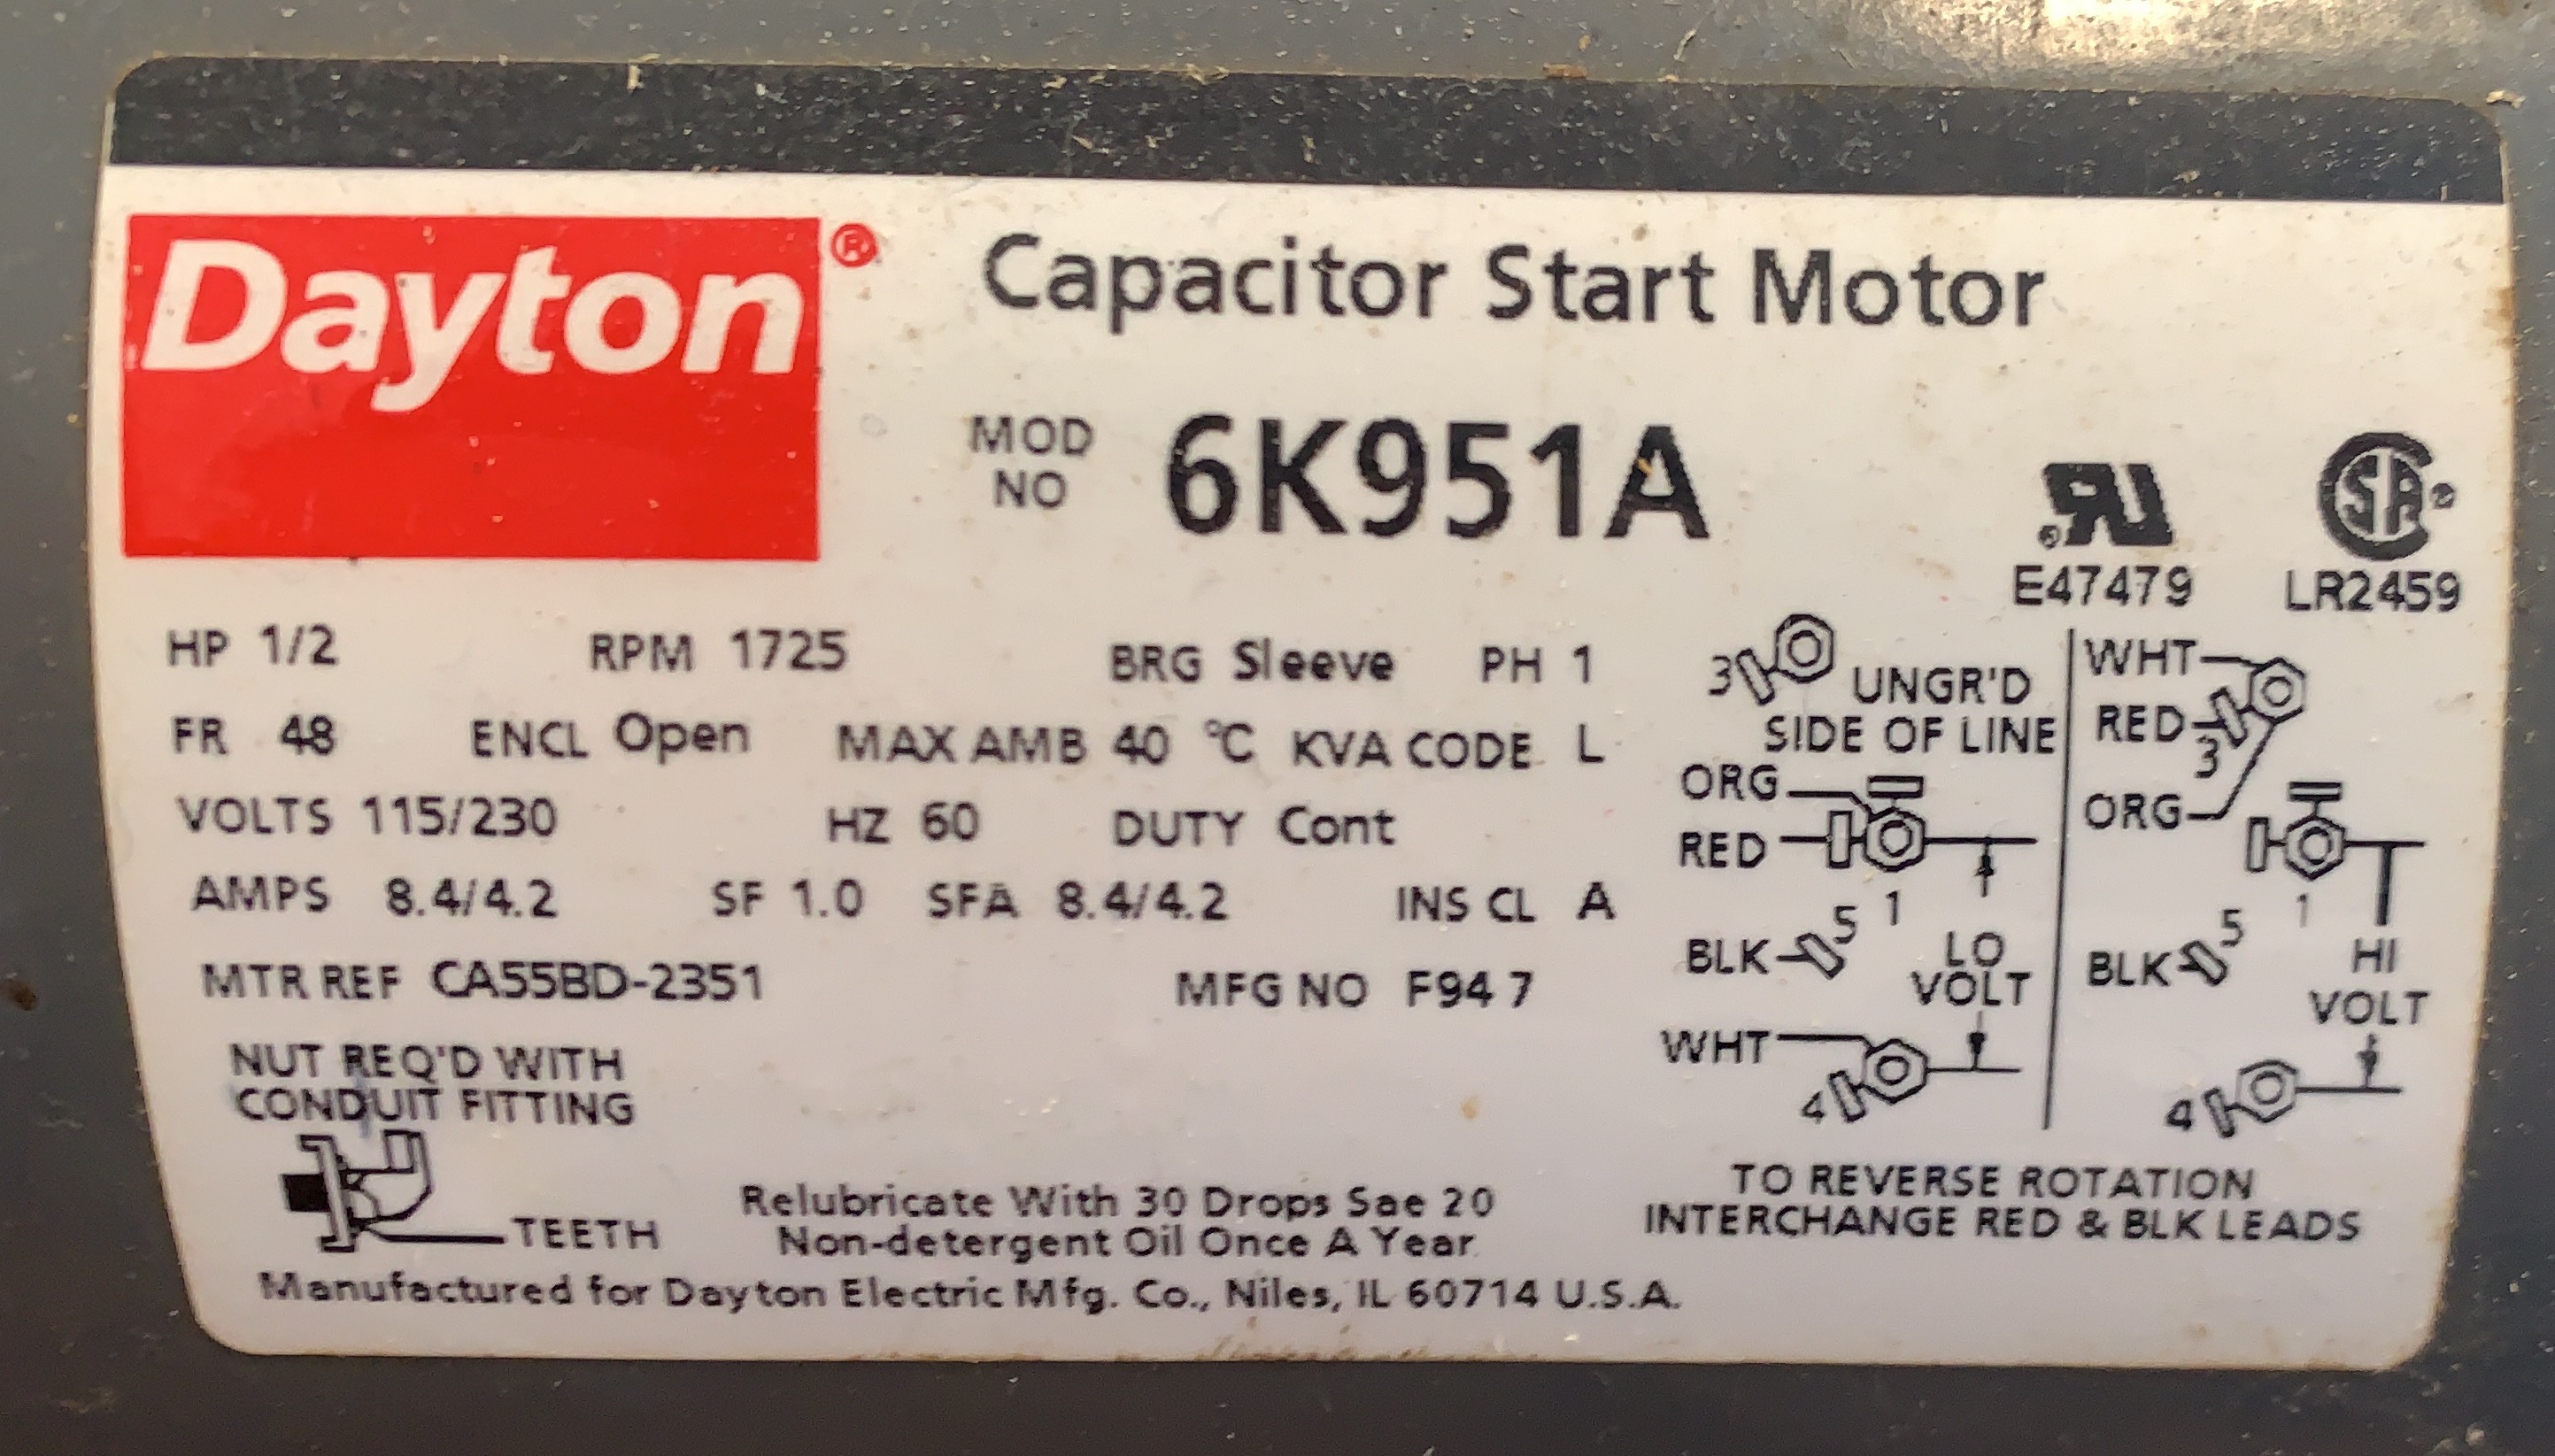 Dayton®
Capacitor Start Motor
MOD NO 6K951A
E47479
LR2459
HP 1/2 RPM 1725 BRG Sleeve PH 1
FR 48 ENCL Open MAX AMB 40 °C KVA CODE L
VOLTS 115/230 HZ 60 DUTY Cont
AMPS 8.4/4.2 SF 1.0 SFA 8.4/4.2 INS CL A
MTR REF CA55BD-2351 MFG NO F94 7
NUT REQ'D WITH
CONDUIT FITTING
TEETH
Relubricate With 30 Drops Sae 20
Non-detergent Oil Once A Year
Manufactured for Dayton Electric Mfg. Co., Niles, IL 60714 U.S.A.
3
UNGR'D
SIDE OF LINE
ORG
RED
1
BLK 5
LO
VOLT
WHT
4
WHT
RED
3
ORG
1
BLK 5
HI
VOLT
4
TO REVERSE ROTATION
INTERCHANGE RED & BLK LEADS